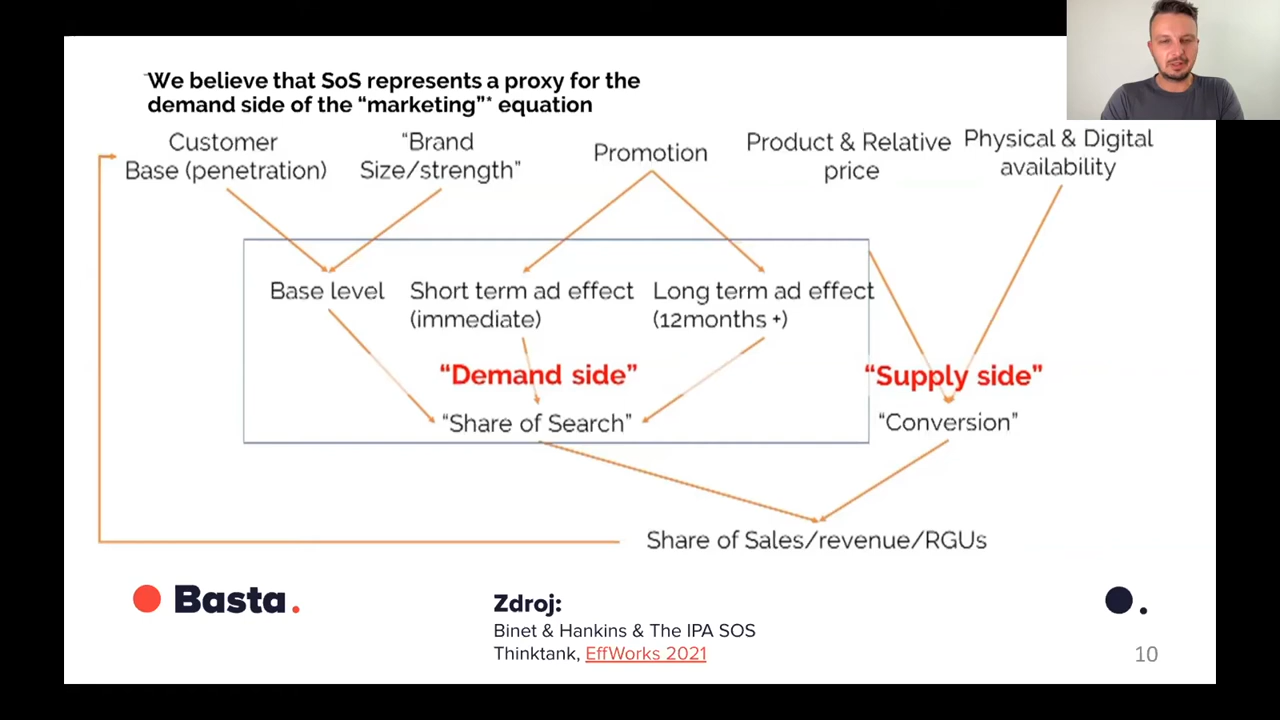 We believe that SoS represents a proxy for the
demand side of the “marketing”* equation
Customer
Base (penetration)
“Brand
Size/strength”
Promotion
Product & Relative
price
Physical & Digital
availability
Base level
Short term ad effect
(immediate)
Long term ad effect
(12months +)
“Demand side”
“Supply side”
“Share of Search”
“Conversion”
Share of Sales/revenue/RGUs
Basta.
Zdroj:
Binet & Hankins & The IPA SOS
Thinktank, EffWorks 2021
10